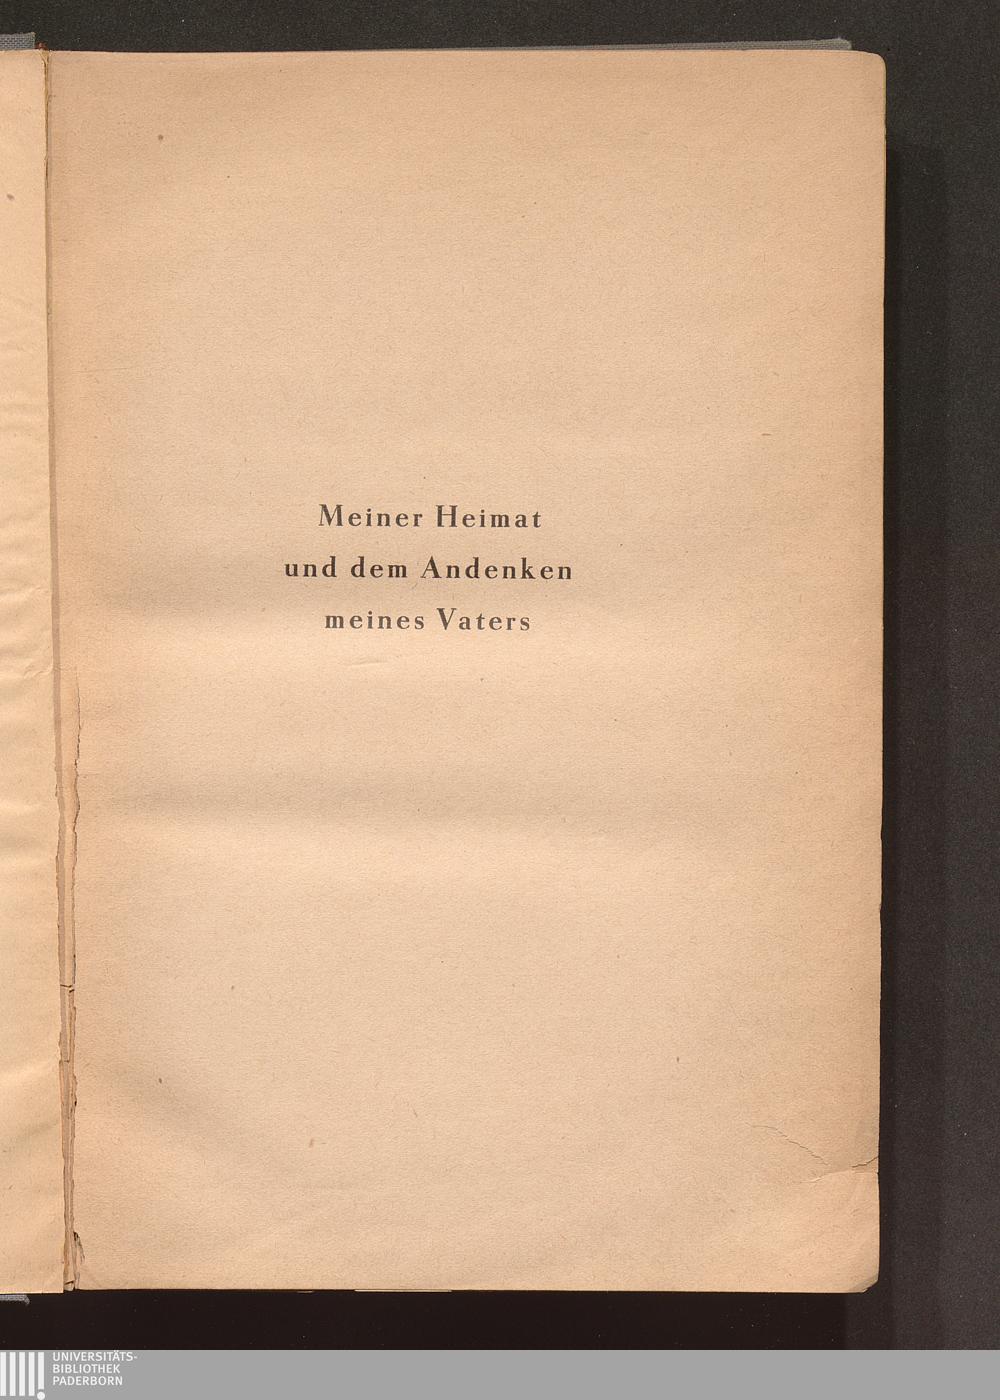 Meiner Heimat
und dem Andenken
meines Vaters
UNIVERSITÄTS-
BIBLIOTHEK
PADERBORN